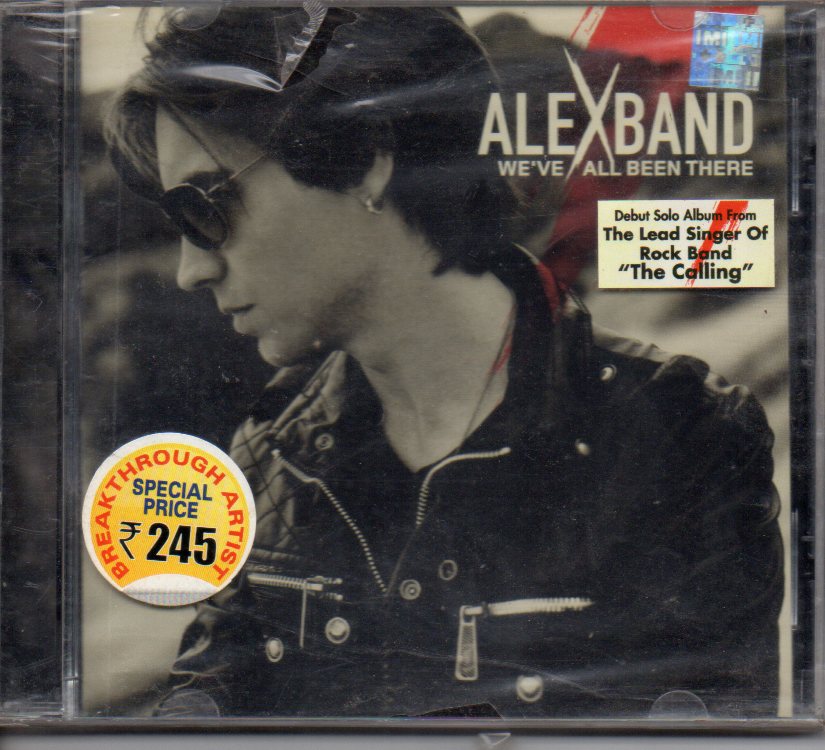 IMI
ALEXBAND
WE'VE ALL BEEN THERE
Debut Solo Album From
The Lead Singer Of
Rock Band
"The Calling"
BREAKTHROUGH ARTIST
SPECIAL
PRICE
₹ 245